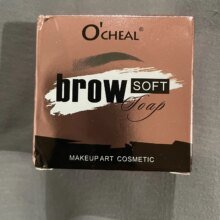 O'CHEAL®
brow SOFT
Soap
MAKEUP ART COSMETIC